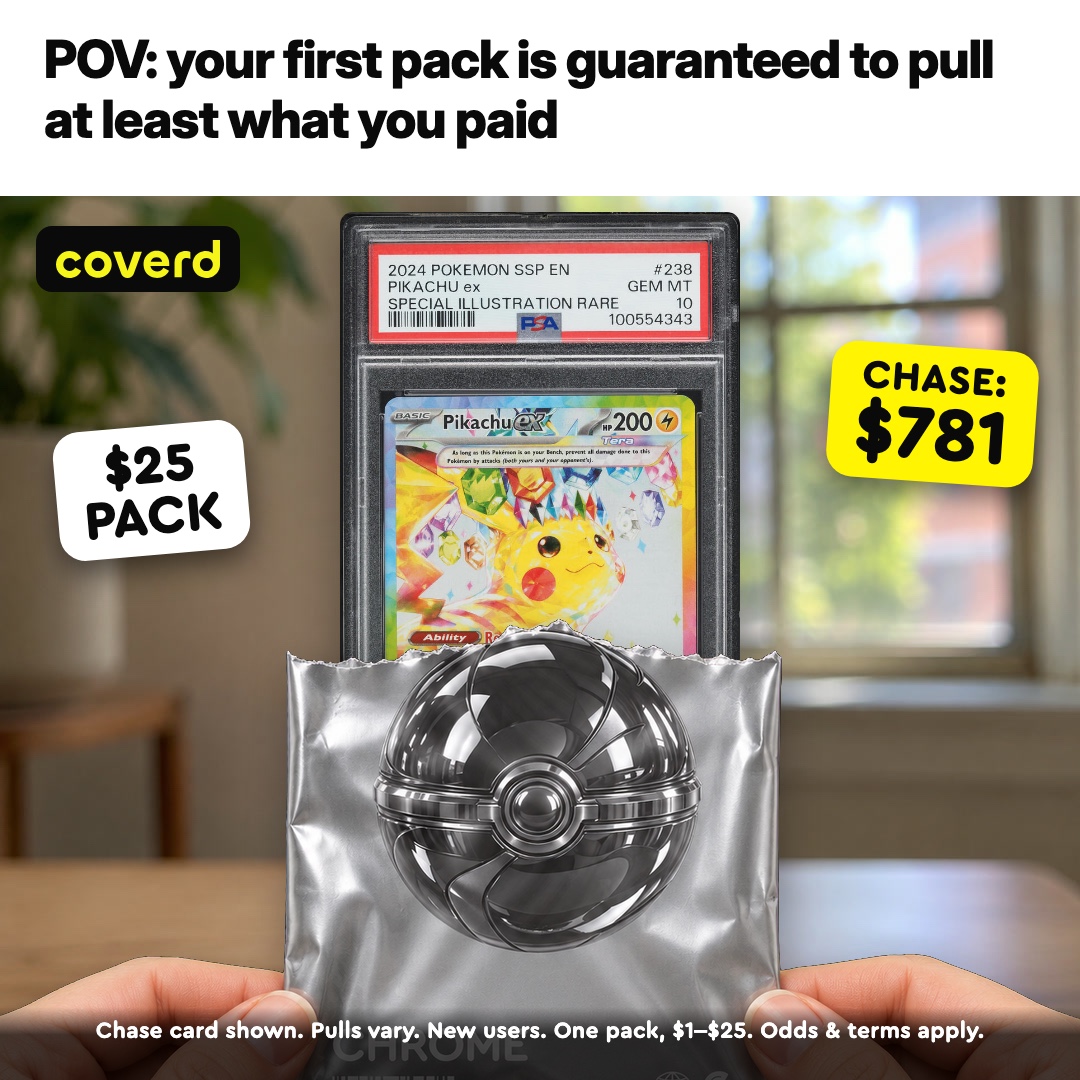 POV: your first pack is guaranteed to pull
at least what you paid
coverd
2024 POKEMON SSP EN #238
PIKACHU ex GEM MT
SPECIAL ILLUSTRATION RARE 10
PSA 100554343
CHASE:
$781
$25
PACK
BASIC Pikachu ex HP 200
Tera
As long as this Pokémon is on your Bench, prevent all damage done to this
Pokémon by attacks (both yours and your opponent's).
Ability
Chase card shown. Pulls vary. New users. One pack, $1–$25. Odds & terms apply.
CHROME